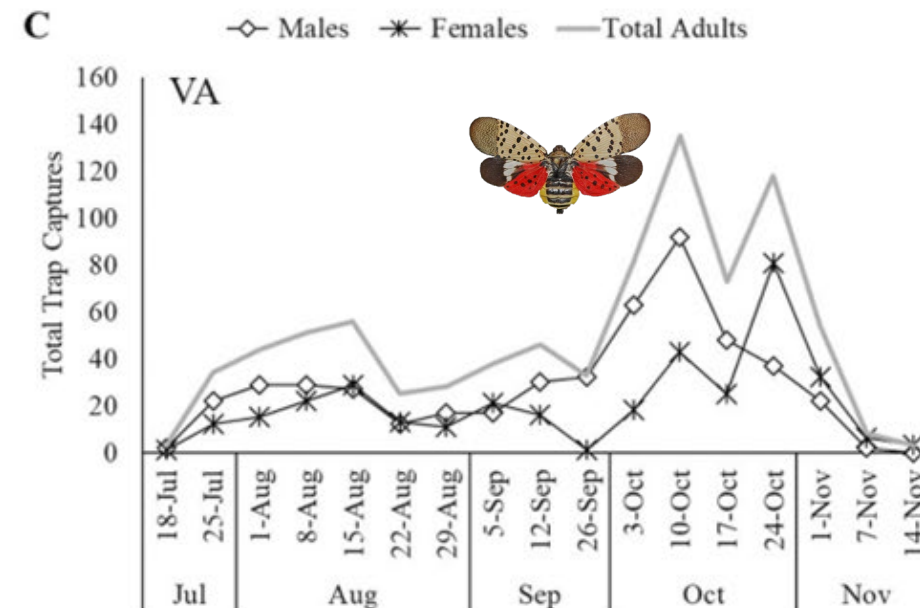 C
Males Females Total Adults
VA
Total Trap Captures
160
140
120
100
80
60
40
20
0
18-Jul 25-Jul 1-Aug 8-Aug 15-Aug 22-Aug 29-Aug 5-Sep 12-Sep 26-Sep 3-Oct 10-Oct 17-Oct 24-Oct 1-Nov 7-Nov 14-Nov
Jul Aug Sep Oct Nov